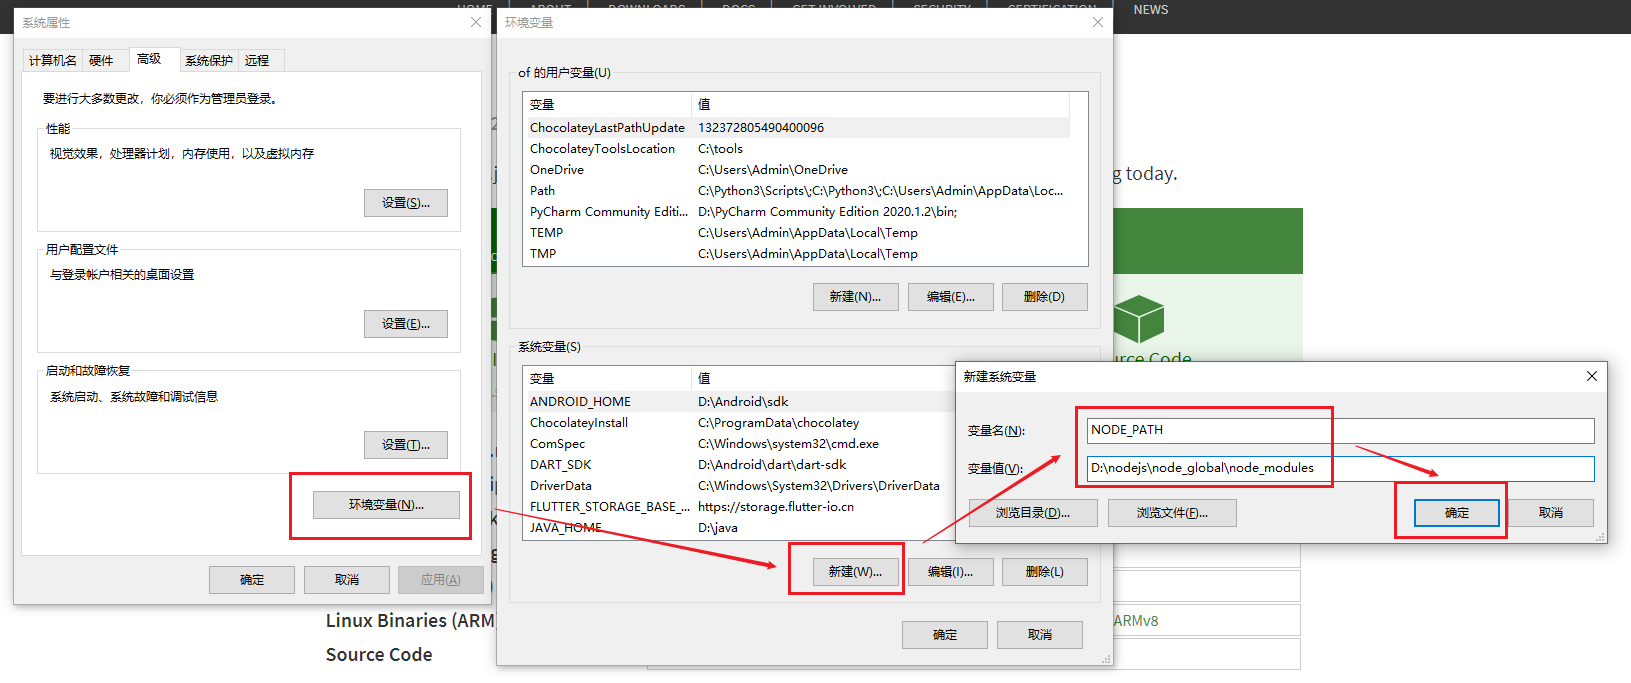 HOME ABOUT DOWNLOADS DOCS GET INVOLVED SECURITY CERTIFICATION NEWS
系统属性
计算机名 硬件 高级 系统保护 远程
要进行大多数更改，你必须作为管理员登录。
性能
视觉效果，处理器计划，内存使用，以及虚拟内存
设置(S)...
用户配置文件
与登录帐户相关的桌面设置
设置(E)...
启动和故障恢复
系统启动、系统故障和调试信息
设置(T)...
环境变量(N)...
确定 取消 应用(A)
环境变量
of 的用户变量(U)
变量 值
ChocolateyLastPathUpdate 132372805490400096
ChocolateyToolsLocation C:\tools
OneDrive C:\Users\Admin\OneDrive
Path C:\Python3\Scripts\;C:\Python3\;C:\Users\Admin\AppData\Loc...
PyCharm Community Editi... D:\PyCharm Community Edition 2020.1.2\bin;
TEMP C:\Users\Admin\AppData\Local\Temp
TMP C:\Users\Admin\AppData\Local\Temp
新建(N)... 编辑(E)... 删除(D)
系统变量(S)
变量 值
ANDROID_HOME D:\Android\sdk
ChocolateyInstall C:\ProgramData\chocolatey
ComSpec C:\Windows\system32\cmd.exe
DART_SDK D:\Android\dart\dart-sdk
DriverData C:\Windows\System32\Drivers\DriverData
FLUTTER_STORAGE_BASE_... https://storage.flutter-io.cn
JAVA_HOME D:\java
新建(W)... 编辑(I)... 删除(L)
确定 取消
新建系统变量
变量名(N): NODE_PATH
变量值(V): D:\nodejs\node_global\node_modules
浏览目录(D)... 浏览文件(F)... 确定 取消
g today.
urce Code
Linux Binaries (ARM)
ARMv8
Source Code